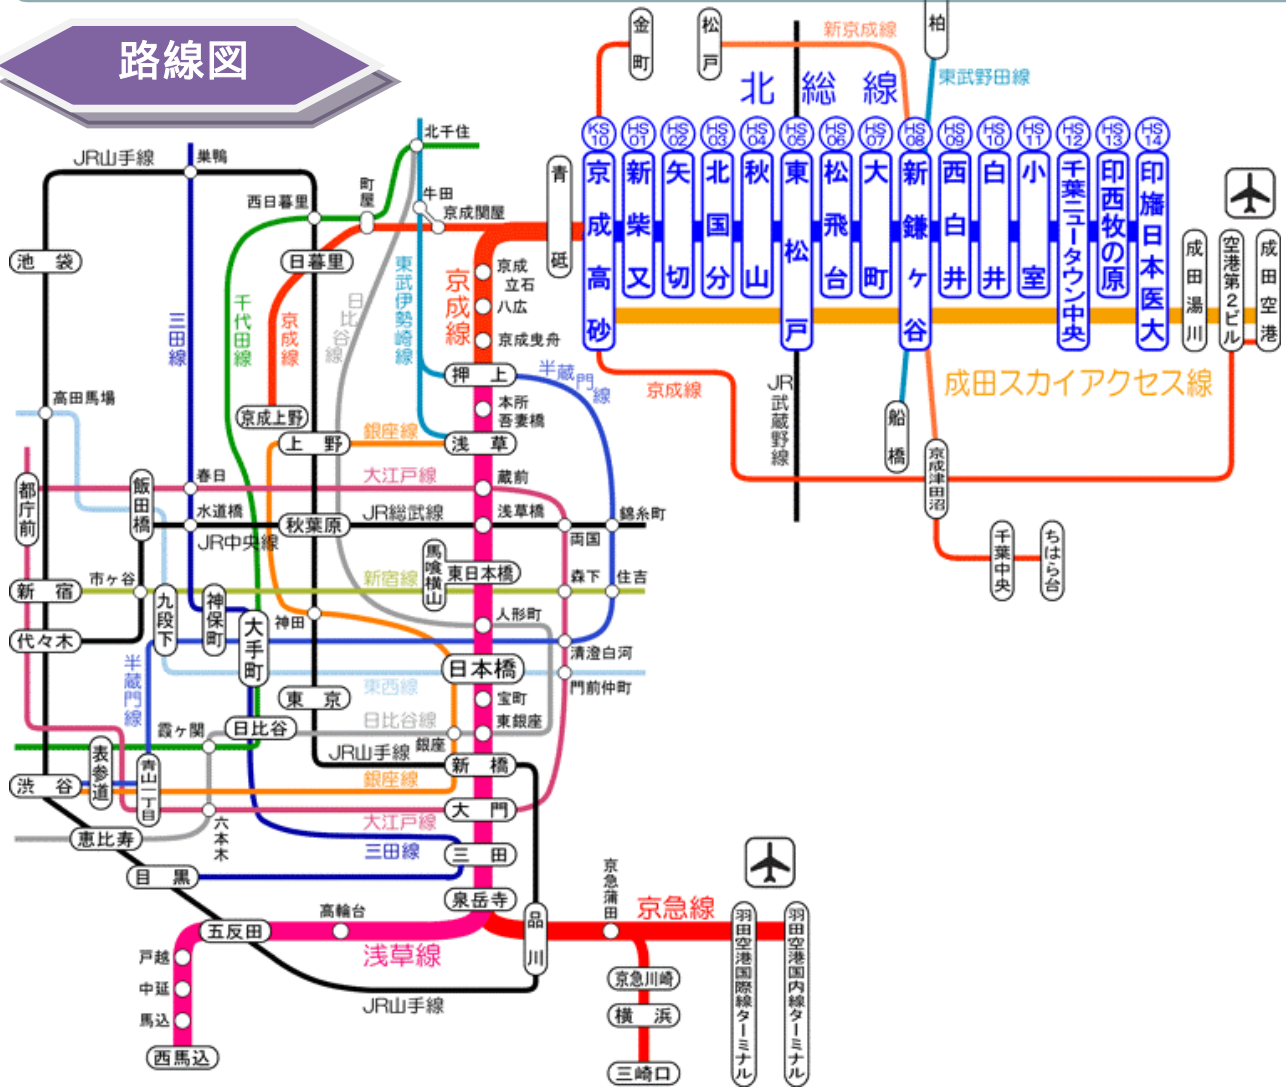 路線図
金町
松戸
新京成線
柏
東武野田線
北総線
KS10
HS01
HS02
HS03
HS04
HS05
HS06
HS07
HS08
HS09
HS10
HS11
HS12
HS13
HS14
青砥
京成高砂
新柴又
矢切
北国分
秋山
東松戸
松飛台
大町
新鎌ヶ谷
西白井
白井
小室
千葉ニュータウン中央
印西牧の原
印旛日本医大
成田湯川
空港第2ビル
成田空港
JR山手線
巣鴨
北千住
西日暮里
町屋
牛田
京成関屋
池袋
日暮里
京成立石
八広
京成曳舟
三田線
千代田線
京成線
日比谷線
東武伊勢崎線
京成線
押上
半蔵門線
京成線
JR武蔵野線
成田スカイアクセス線
高田馬場
京成上野
本所吾妻橋
船橋
上野
銀座線
浅草
京成津田沼
都庁前
飯田橋
春日
大江戸線
蔵前
水道橋
秋葉原
JR総武線
浅草橋
錦糸町
両国
JR中央線
千葉中央
ちはら台
馬喰横山
東日本橋
新宿
市ヶ谷
新宿線
森下
住吉
九段下
神保町
大手町
神田
人形町
代々木
清澄白河
半蔵門線
日本橋
東西線
門前仲町
東京
宝町
霞ヶ関
日比谷
日比谷線
東銀座
銀座
表参道
青山一丁目
JR山手線
新橋
渋谷
銀座線
大門
大江戸線
恵比寿
六本木
三田線
三田
目黒
泉岳寺
京急蒲田
京急線
高輪台
五反田
品川
浅草線
羽田空港国際線ターミナル
羽田空港国内線ターミナル
戸越
中延
馬込
西馬込
JR山手線
京急川崎
横浜
三崎口